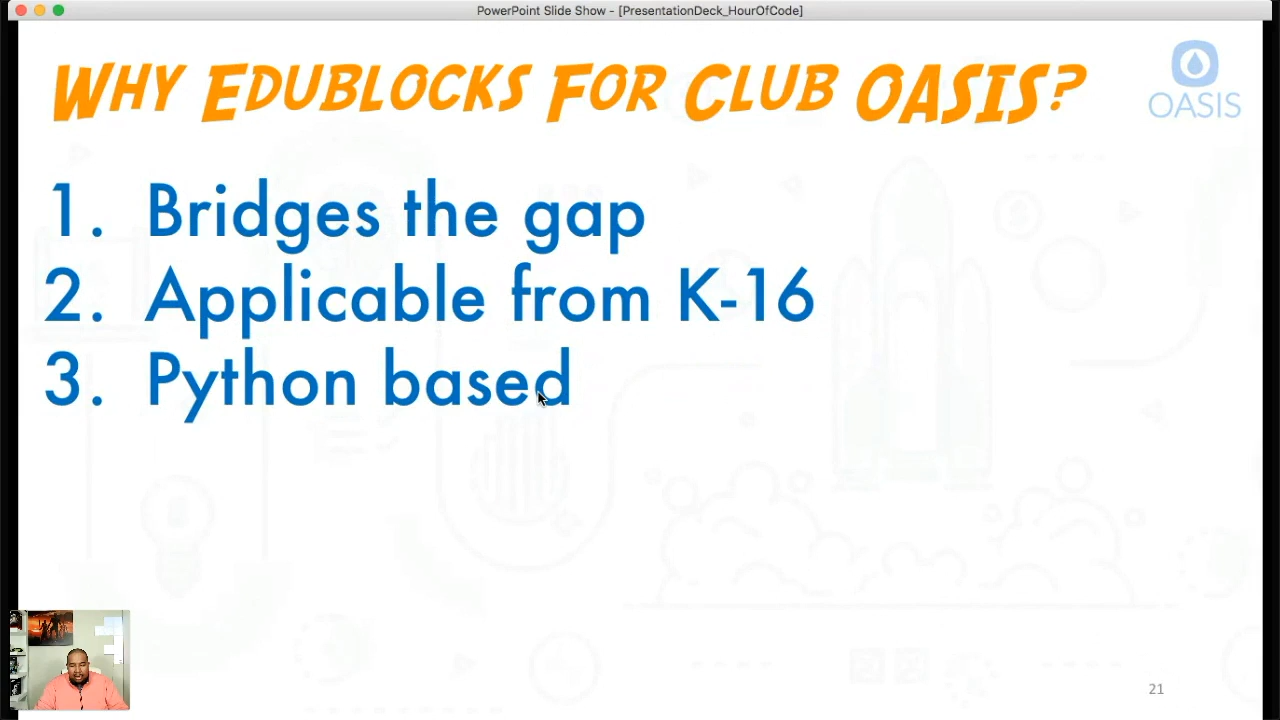 PowerPoint Slide Show - [PresentationDeck_HourOfCode]
WHY EDUBLOCKS FOR CLUB OASIS?
OASIS
1. Bridges the gap
2. Applicable from K-16
3. Python based
21